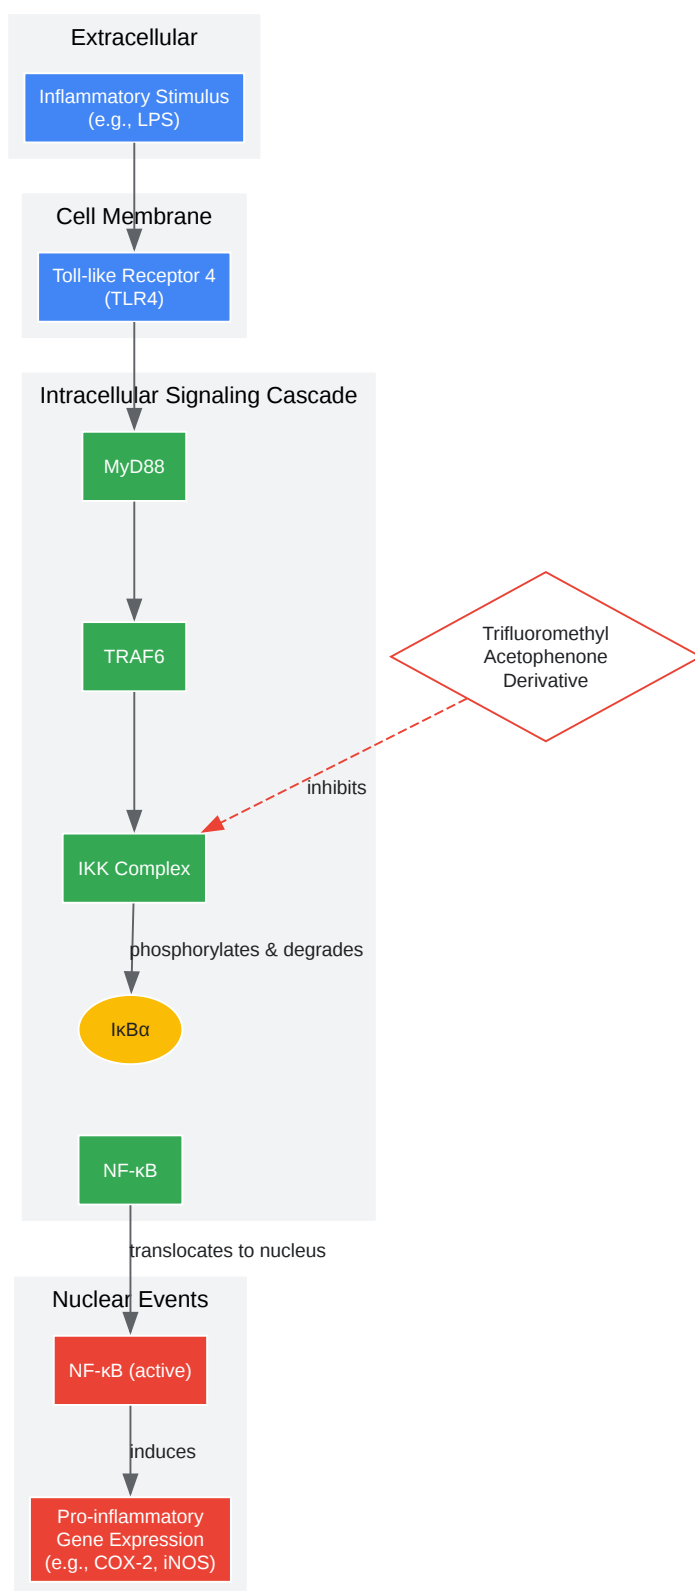 Extracellular
Inflammatory Stimulus
(e.g., LPS)
Cell Membrane
Toll-like Receptor 4
(TLR4)
Intracellular Signaling Cascade
MyD88
TRAF6
Trifluoromethyl
Acetophenone
Derivative
inhibits
IKK Complex
phosphorylates & degrades
IκBα
NF-κB
translocates to nucleus
Nuclear Events
NF-κB (active)
induces
Pro-inflammatory
Gene Expression
(e.g., COX-2, iNOS)